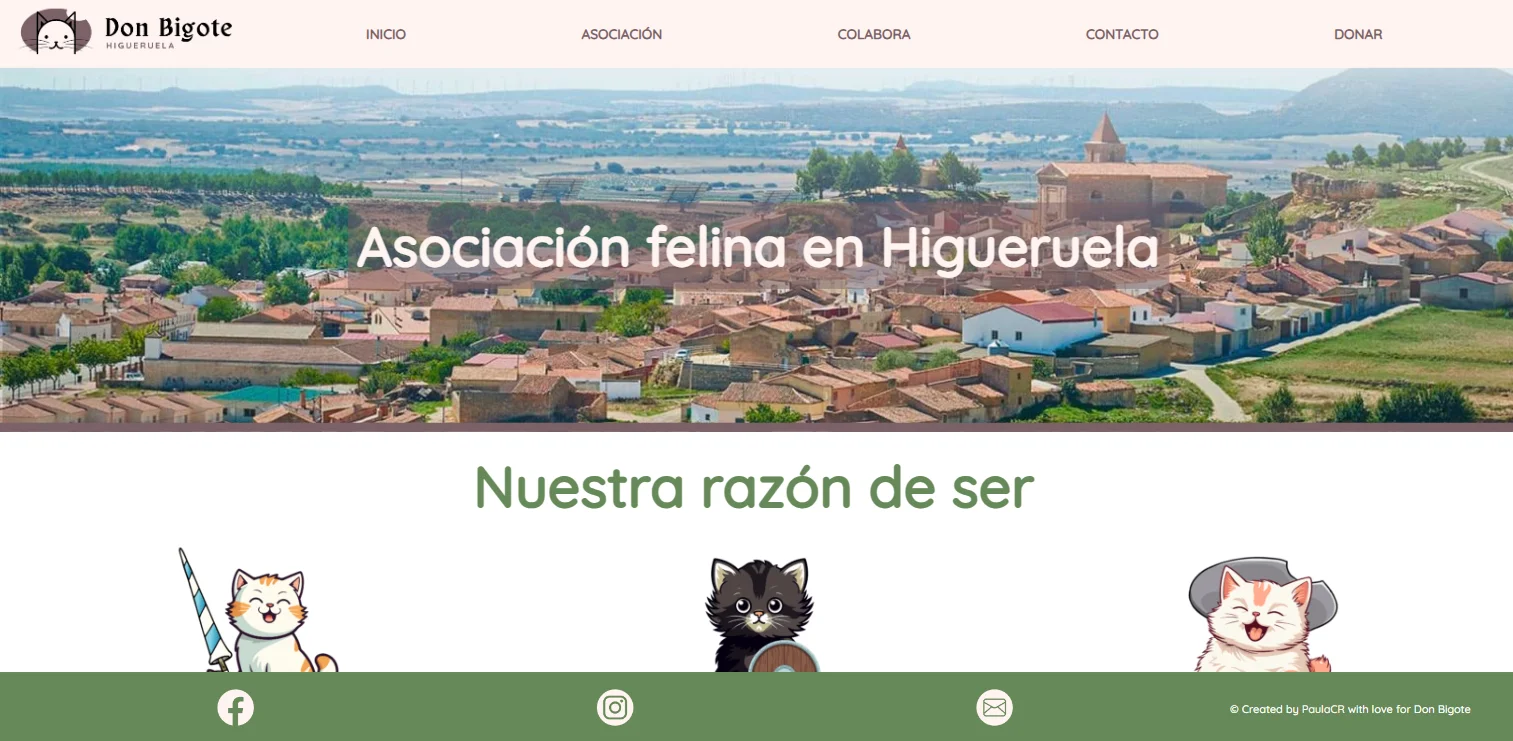 Don Bigote
HIGUERUELA
INICIO
ASOCIACIÓN
COLABORA
CONTACTO
DONAR
Asociación felina en Higueruela
Nuestra razón de ser
© Created by PaulaCR with love for Don Bigote